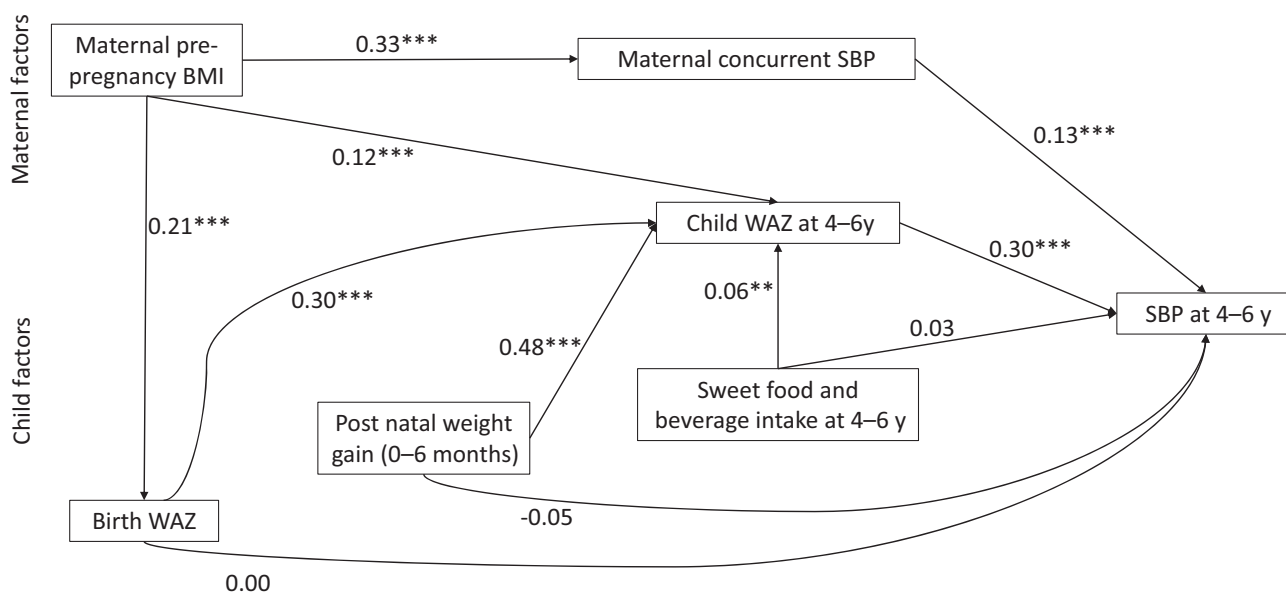 Maternal factors
Maternal pre-
pregnancy BMI
0.33***
Maternal concurrent SBP
0.13***
0.12***
0.21***
Child WAZ at 4–6y
0.30***
0.30***
0.06**
SBP at 4–6 y
0.03
0.48***
Child factors
Sweet food and
beverage intake at 4–6 y
Post natal weight
gain (0–6 months)
Birth WAZ
-0.05
0.00